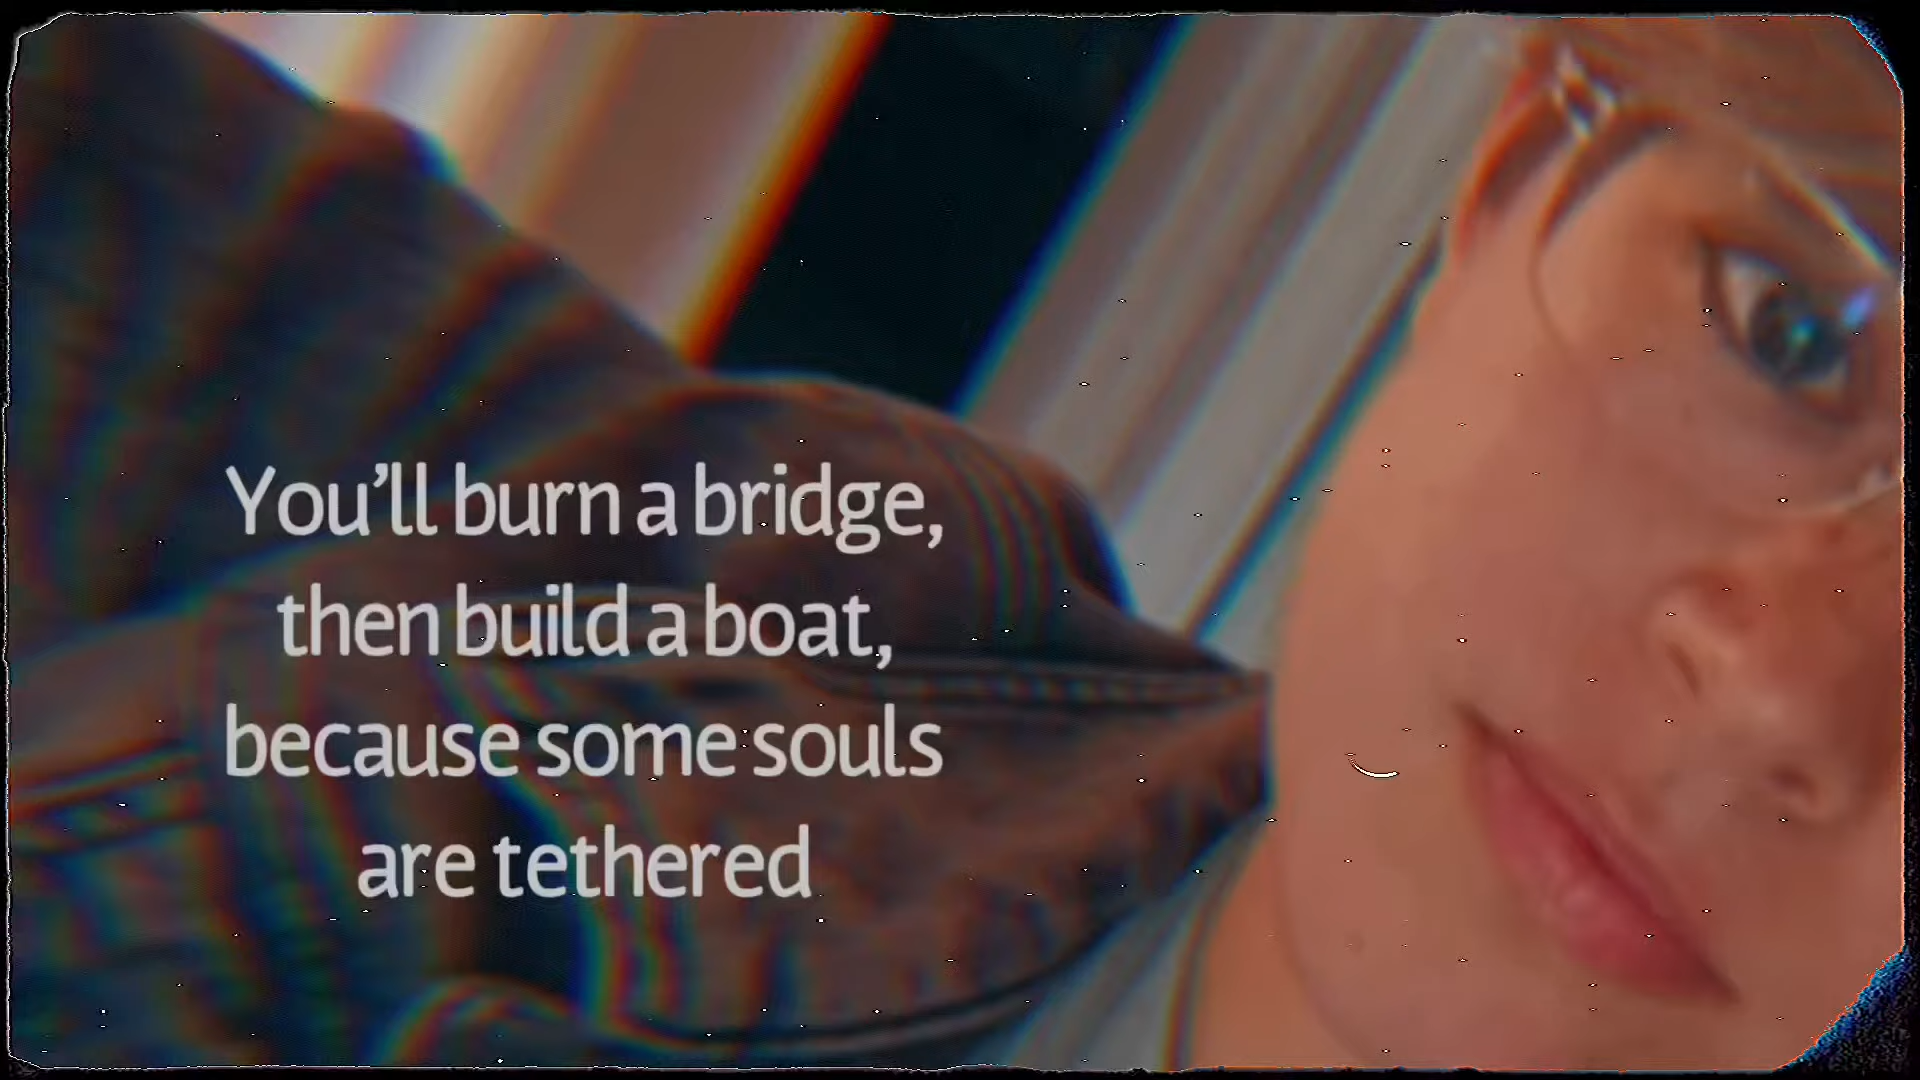 You’ll burn a bridge,
then build a boat,
because some souls
are tethered